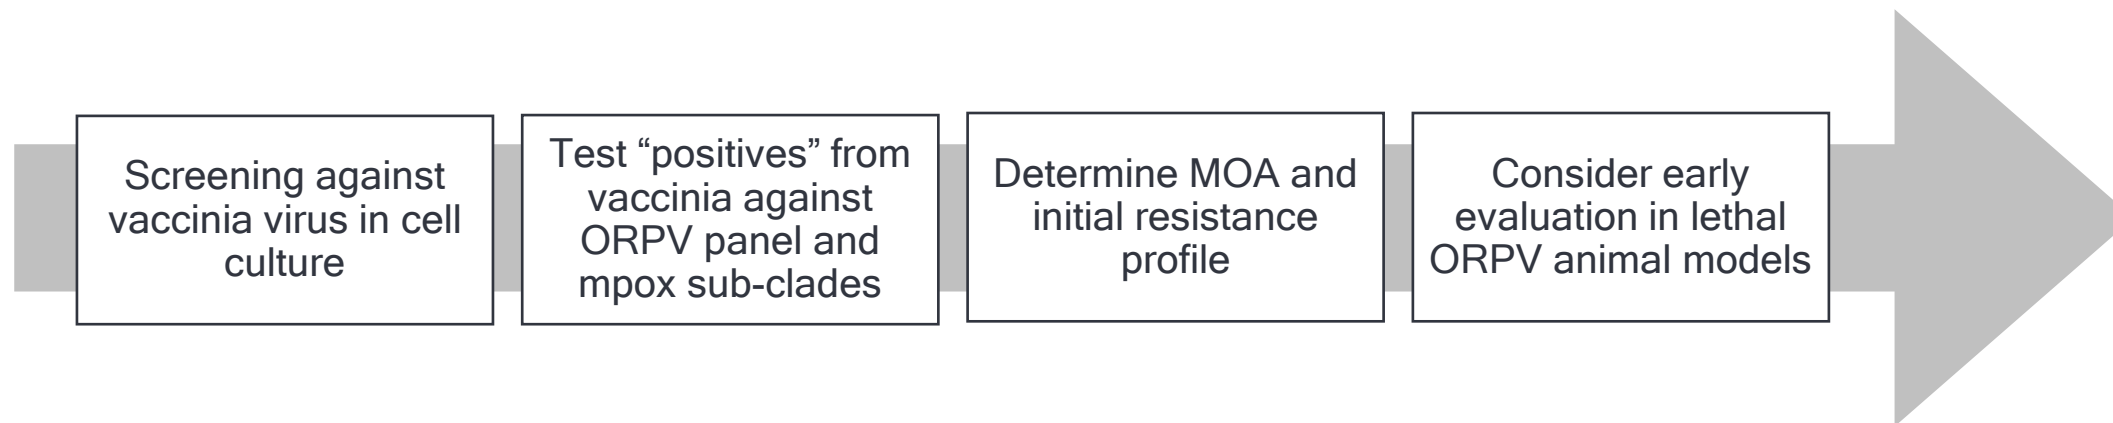 Screening against
vaccinia virus in cell
culture
Test “positives” from
vaccinia against
ORPV panel and
mpox sub-clades
Determine MOA and
initial resistance
profile
Consider early
evaluation in lethal
ORPV animal models